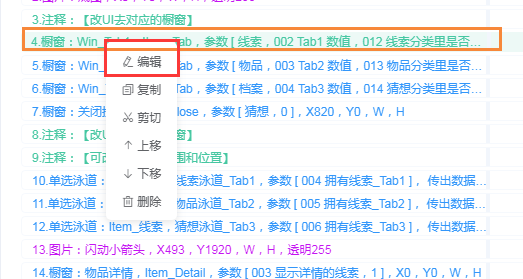 3.注释：【改UI去对应的橱窗】
4.橱窗：Win_ Tab，参数 [ 线索，002 Tab1 数值，012 线索分类里是否...
编辑
5.橱窗：Win_ Tab，参数 [ 物品，003 Tab2 数值，013 物品分类里是否...
复制
6.橱窗：Win_ Tab，参数 [ 档案，004 Tab3 数值，014 猜想分类里是否...
剪切
7.橱窗：关闭 lose，参数 [ 猜想，0 ]，X820，Y0，W，H
8.注释：【改UI 窗】
上移
9.注释：【可 围和位置】
下移
10.单选泳道： 线索泳道_Tab1，参数 [ 004 拥有线索_Tab1 ]， 传出数据...
11.单选泳道： 物品泳道_Tab2，参数 [ 005 拥有线索_Tab2 ]， 传出数据...
删除
12.单选泳道：Item_线索，猜想泳道_Tab3，参数 [ 006 拥有线索_Tab3 ]， 传出数据...
13.图片：闪动小箭头，X493，Y1920，W，H，透明255
14.橱窗：物品详情，Item_Detail，参数 [ 003 显示详情的线索，1 ]，X0，Y0，W，H